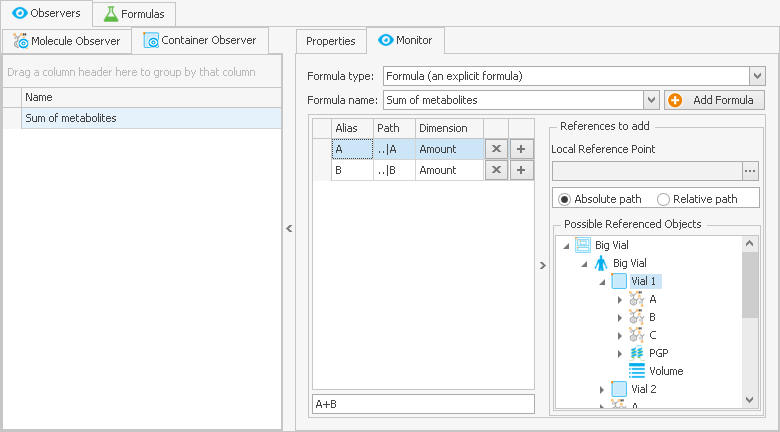 Observers
Formulas
Molecule Observer
Container Observer
Drag a column header here to group by that column
Name
Sum of metabolites
Properties
Monitor
Formula type:
Formula (an explicit formula)
Formula name:
Sum of metabolites
Add Formula
Alias Path Dimension
A ..|A Amount
B ..|B Amount
A+B
References to add
Local Reference Point
...
Absolute path
Relative path
Possible Referenced Objects
Big Vial
Big Vial
Vial 1
A
B
C
PGP
Volume
Vial 2
A